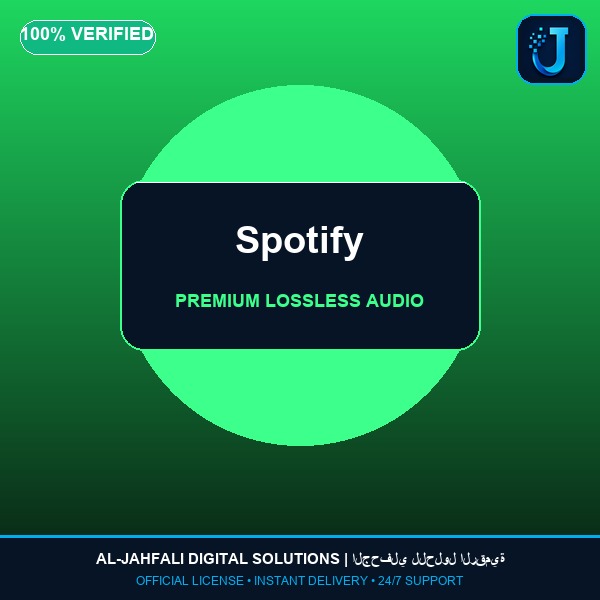 100% VERIFIED
Spotify
PREMIUM LOSSLESS AUDIO
AL-JAHFALI DIGITAL SOLUTIONS | الجحفلي للحلول الرقمية
OFFICIAL LICENSE • INSTANT DELIVERY • 24/7 SUPPORT